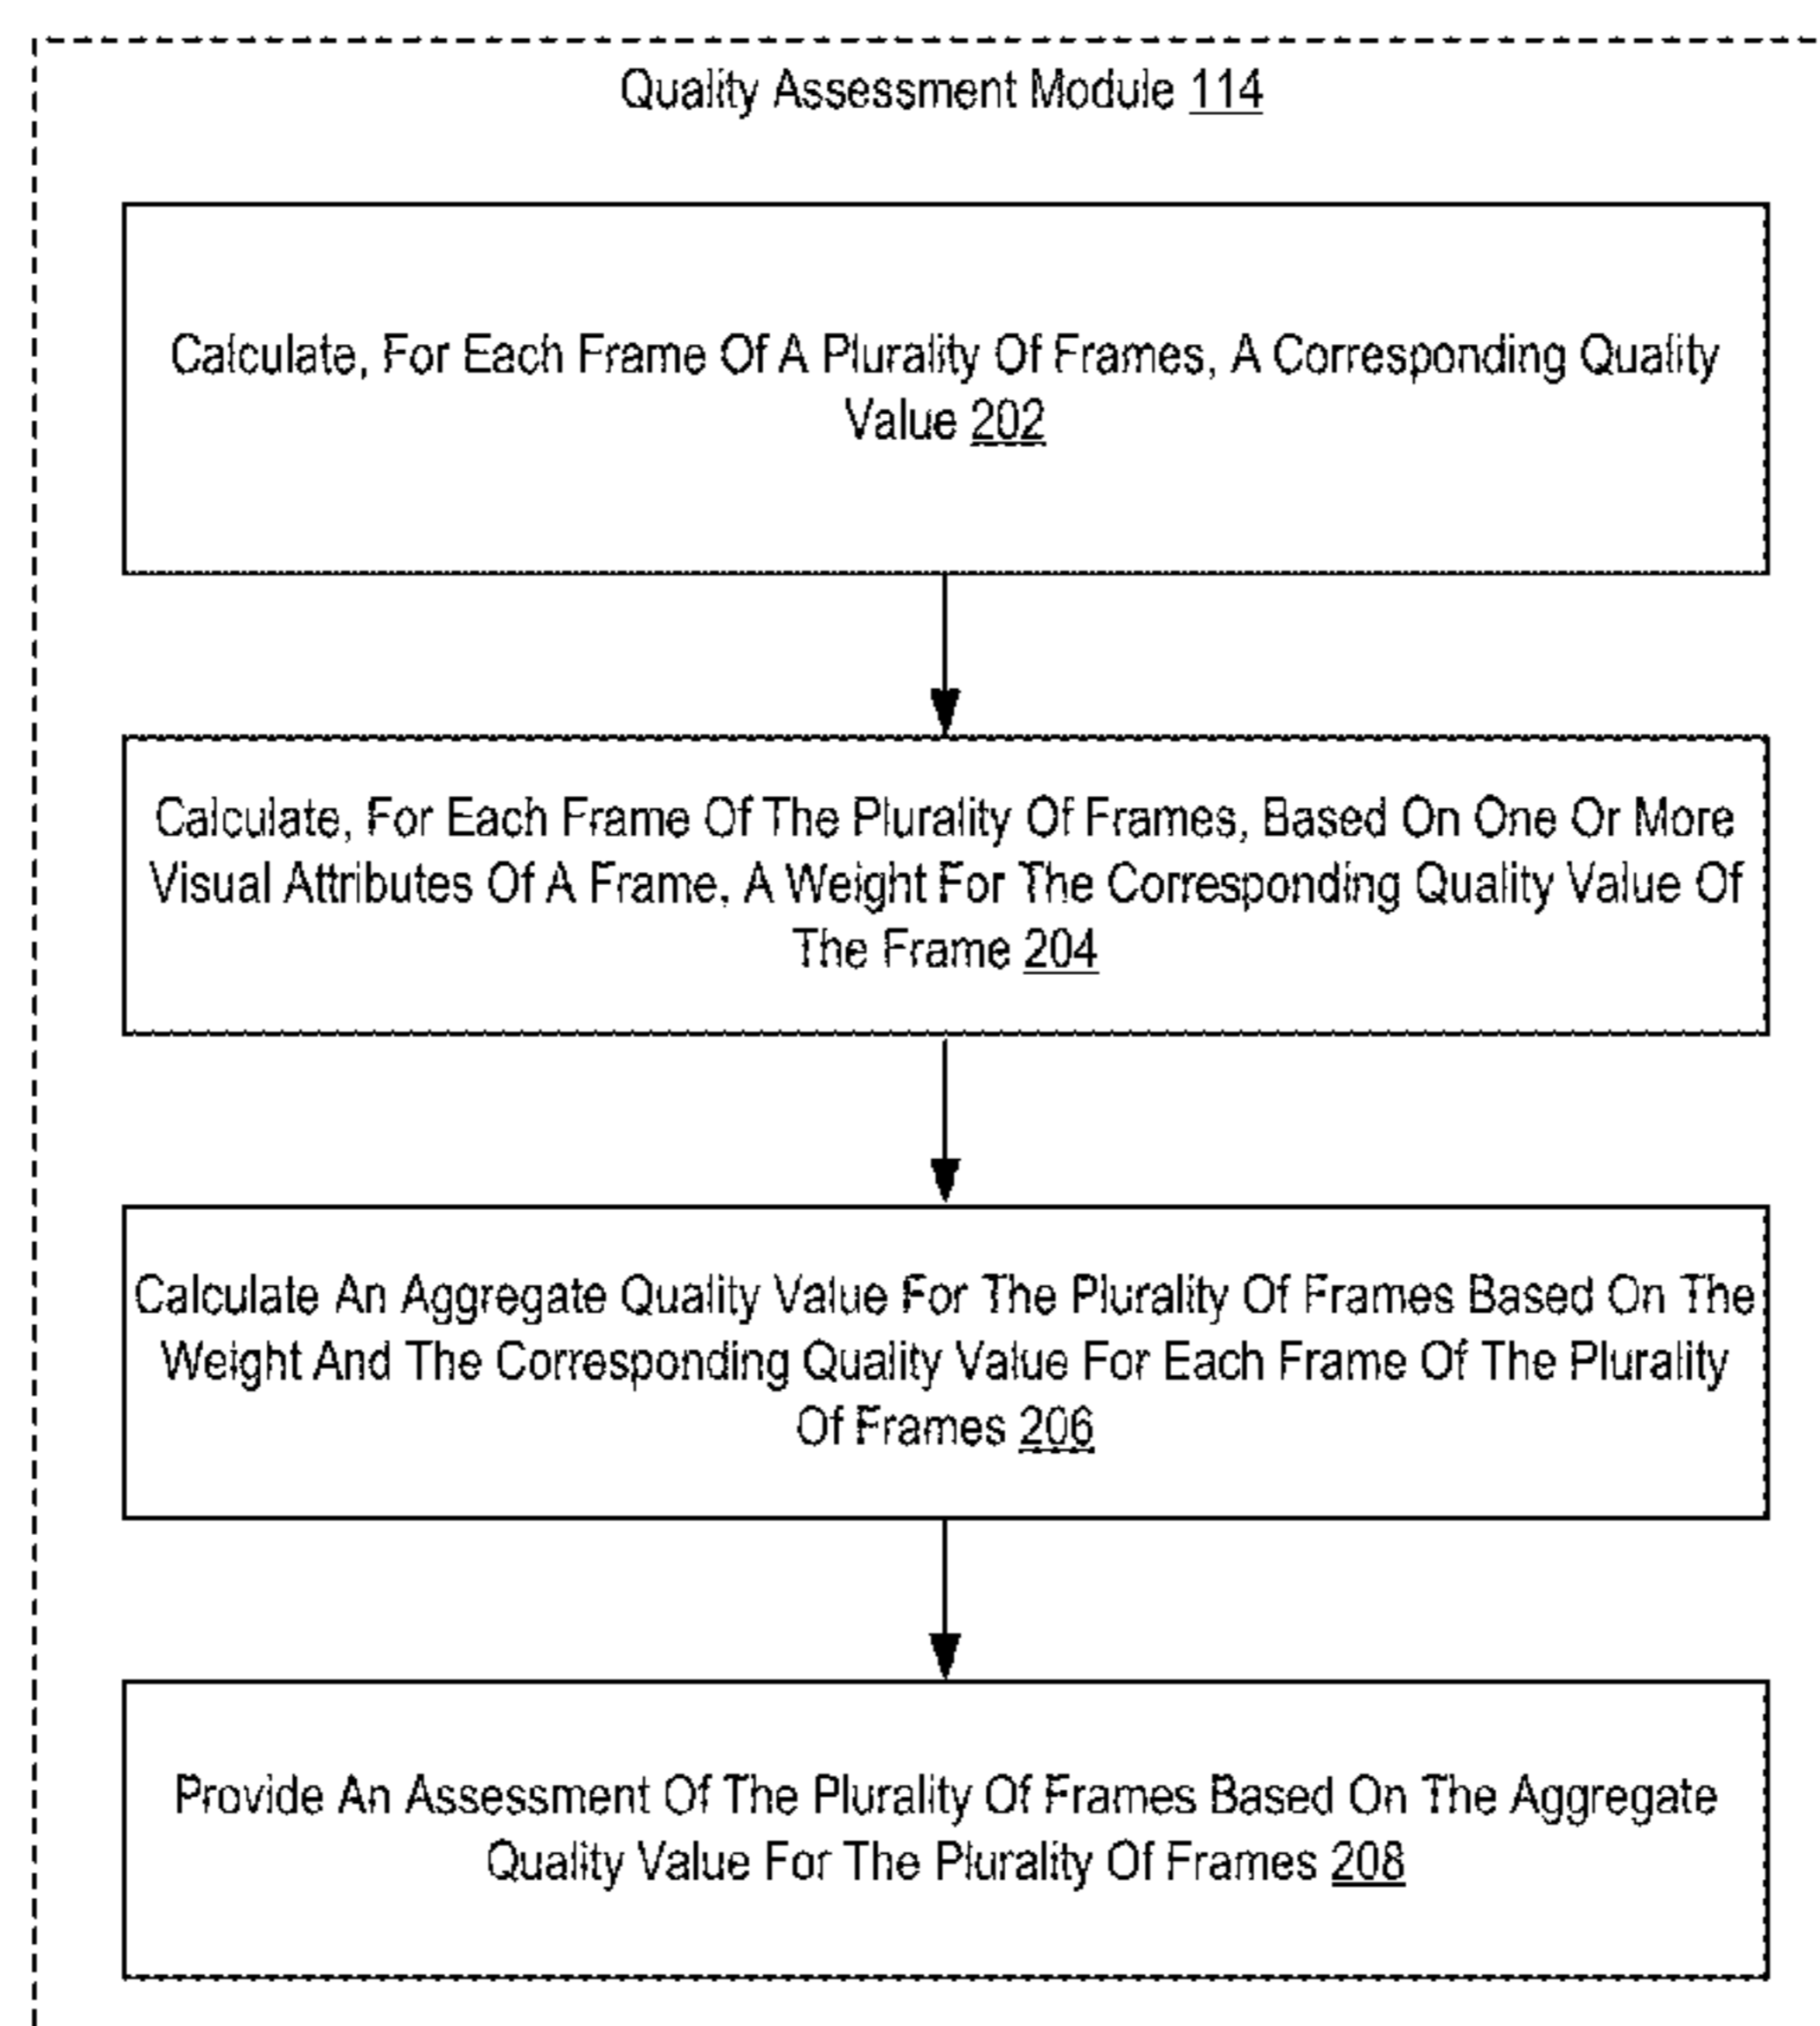 Quality Assessment Module 114
Calculate, For Each Frame Of A Plurality Of Frames, A Corresponding Quality
Value 202
Calculate, For Each Frame Of The Plurality Of Frames, Based On One Or More
Visual Attributes Of A Frame, A Weight For The Corresponding Quality Value Of
The Frame 204
Calculate An Aggregate Quality Value For The Plurality Of Frames Based On The
Weight And The Corresponding Quality Value For Each Frame Of The Plurality
Of Frames 206
Provide An Assessment Of The Plurality Of Frames Based On The Aggregate
Quality Value For The Plurality Of Frames 208